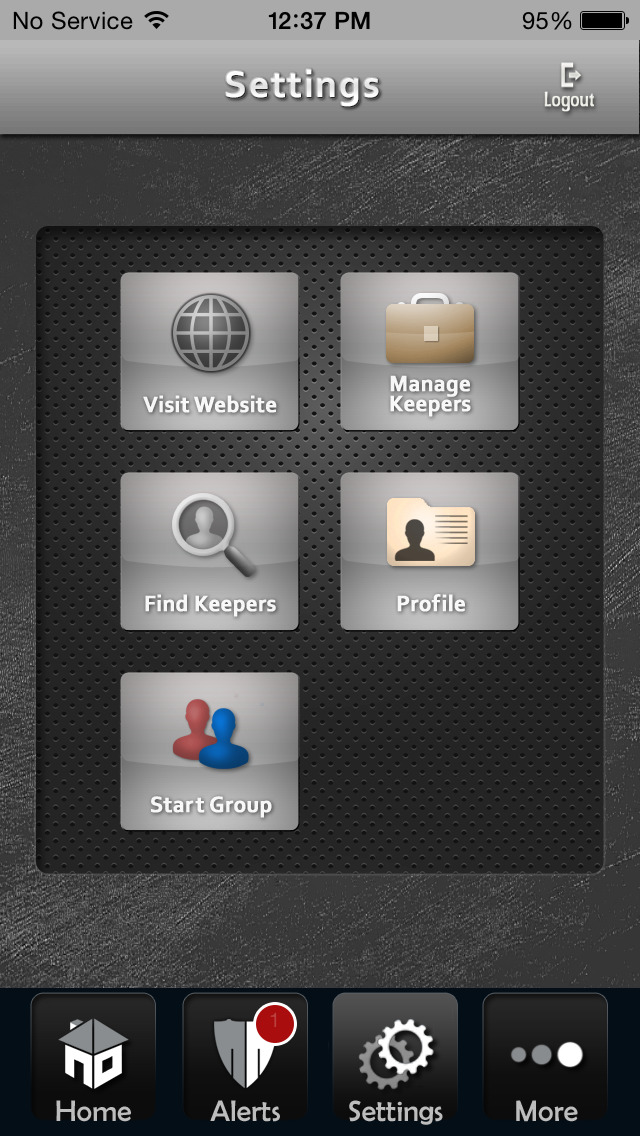 No Service 12:37 PM 95%
Settings
Logout
Visit Website
Manage
Keepers
Find Keepers
Profile
Start Group
1
Home
Alerts
Settings
More